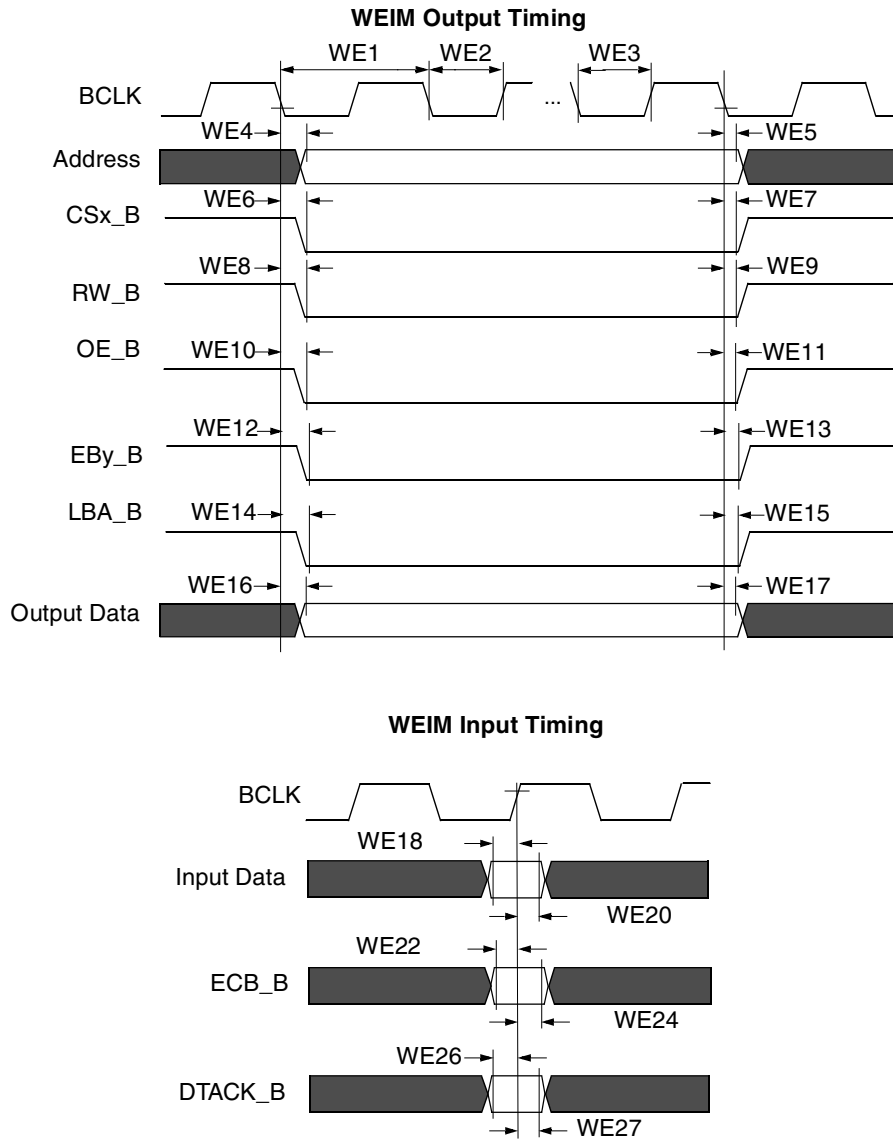 WEIM Output Timing
WE1 WE2 WE3
BCLK ...
WE4 WE5
Address
WE6 WE7
CSx_B
WE8 WE9
RW_B
OE_B
WE10 WE11
WE12 WE13
EBy_B
LBA_B
WE14 WE15
WE16 WE17
Output Data
WEIM Input Timing
BCLK
WE18
Input Data
WE20
WE22
ECB_B
WE24
WE26
DTACK_B
WE27